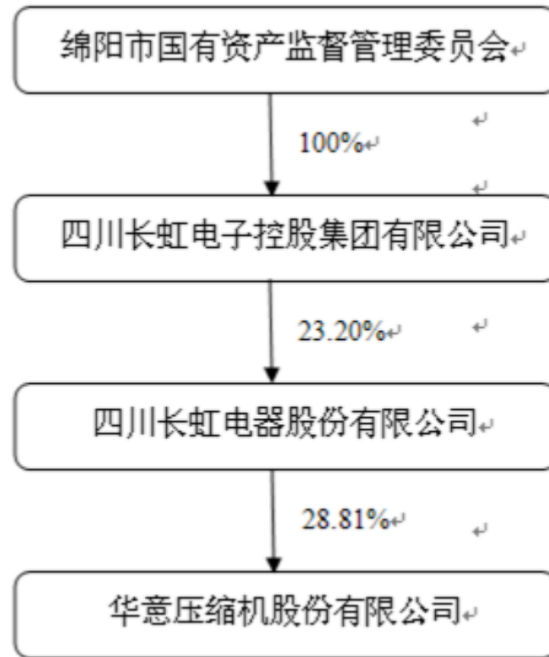 绵阳市国有资产监督管理委员会
100%
四川长虹电子控股集团有限公司
23.20%
四川长虹电器股份有限公司
28.81%
华意压缩机股份有限公司